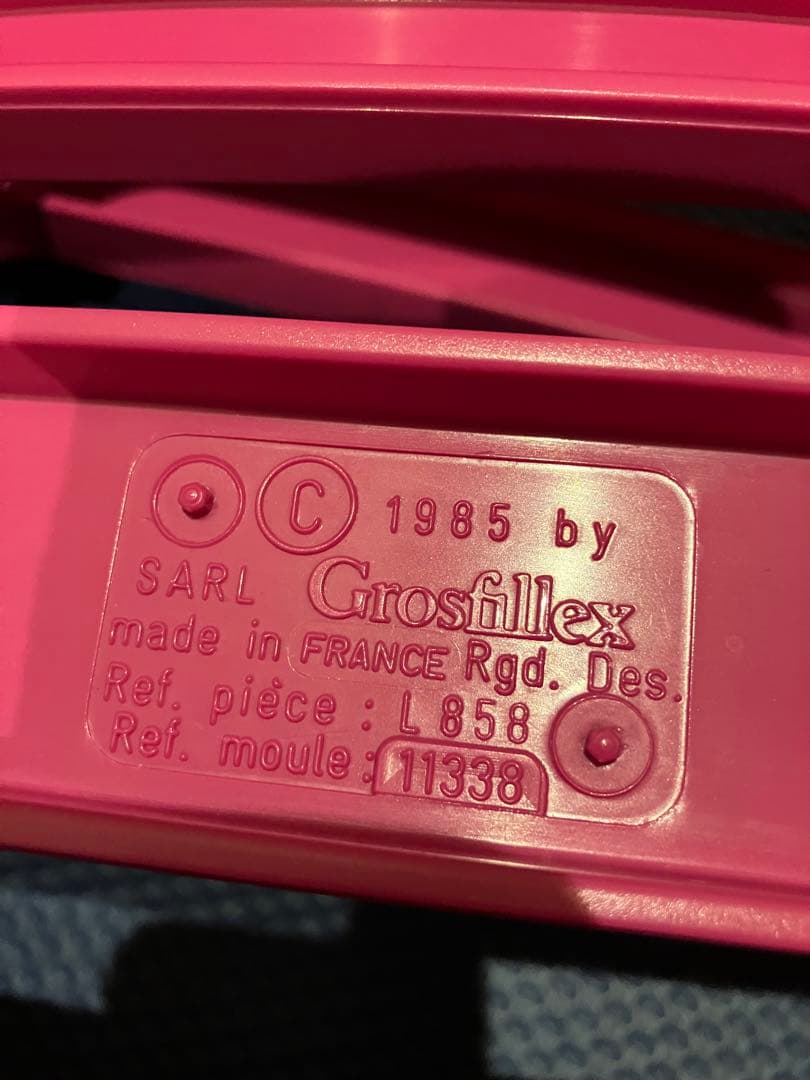 © 1985 by
SARL Grosfillex
made in FRANCE Rgd. Des.
Ref. pièce : L 858
Ref. moule : 11338